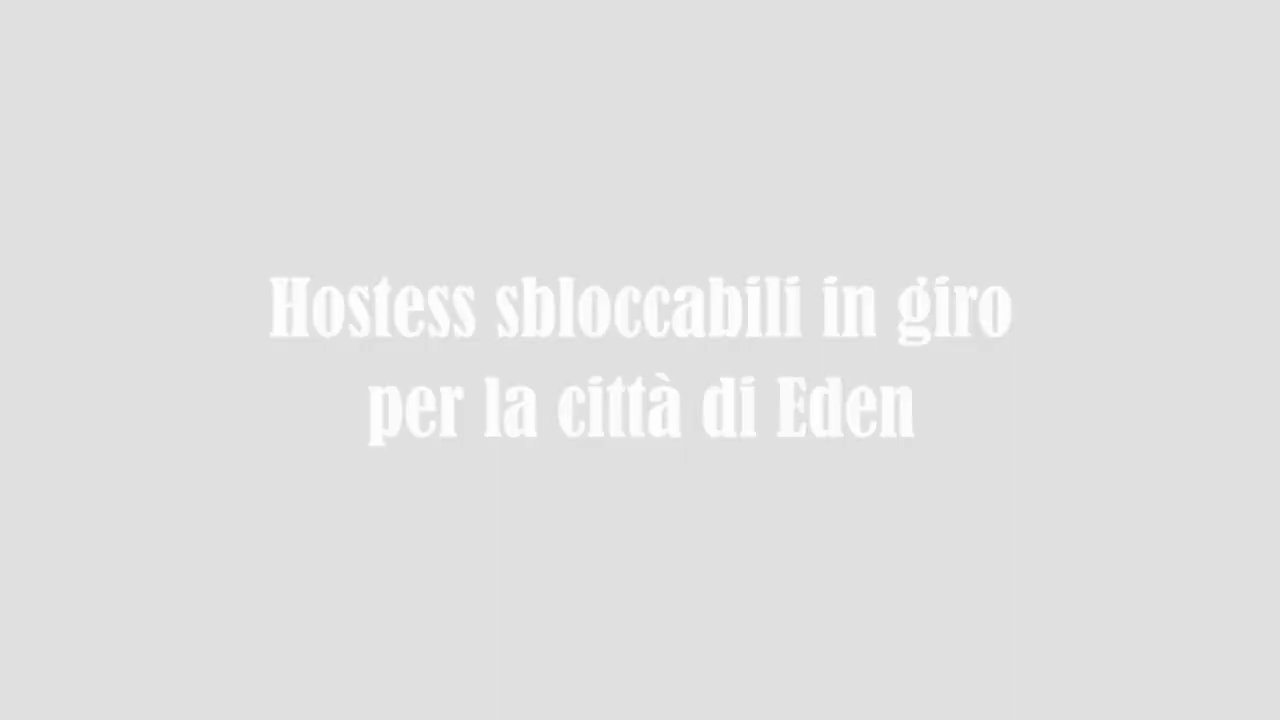 Hostess sbloccabili in giro
per la città di Eden